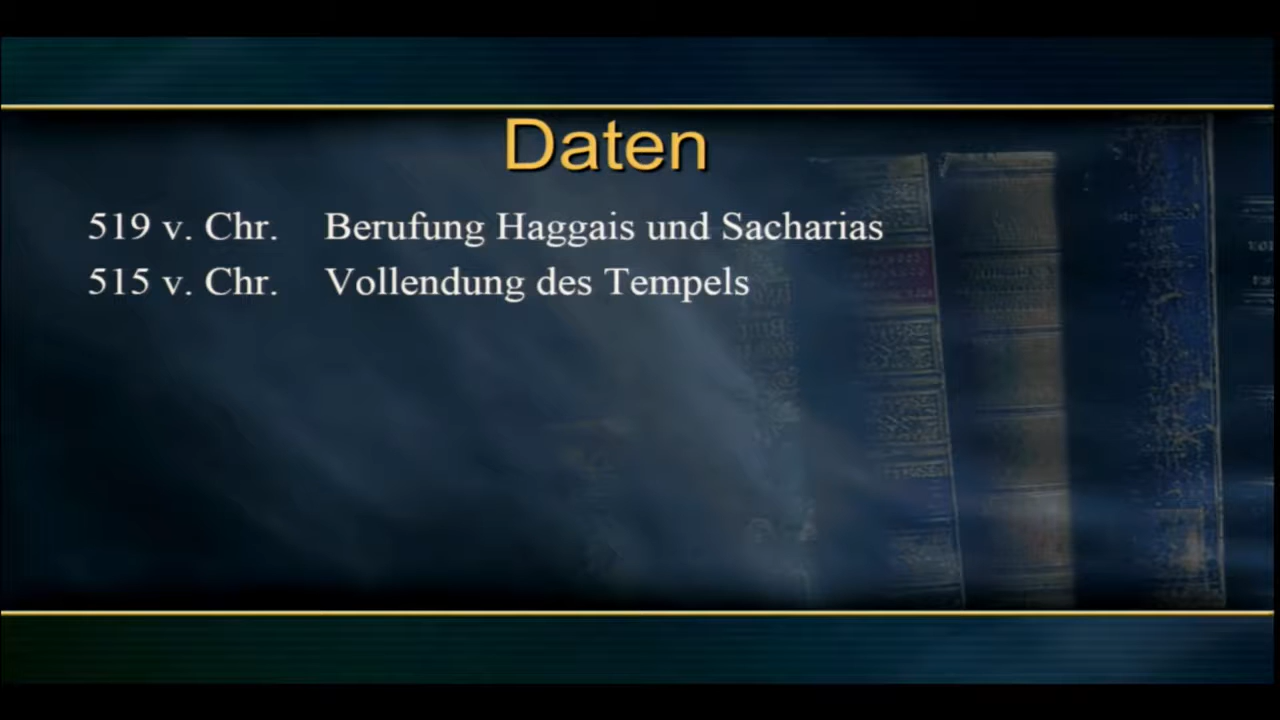 Daten
519 v. Chr. Berufung Haggais und Sacharias
515 v. Chr. Vollendung des Tempels